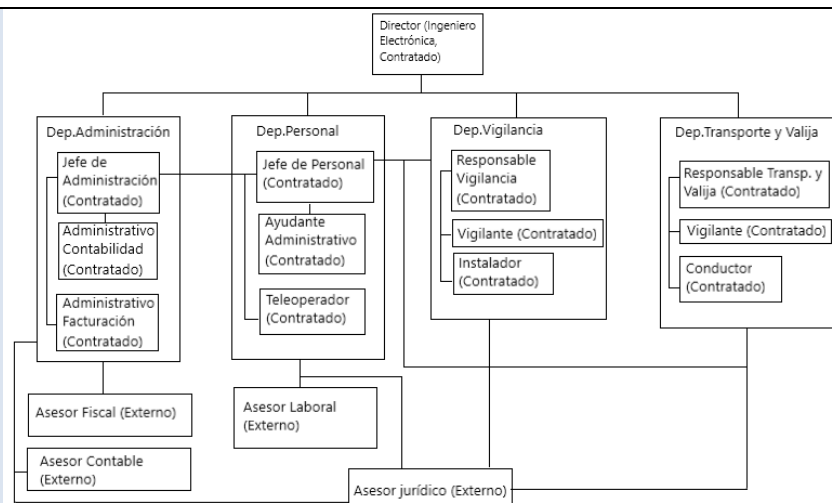 Director (Ingeniero
Electrónica,
Contratado)
Dep.Administración
Jefe de
Administración
(Contratado)
Administrativo
Contabilidad
(Contratado)
Administrativo
Facturación
(Contratado)
Dep.Personal
Jefe de Personal
(Contratado)
Ayudante
Administrativo
(Contratado)
Teleoperador
(Contratado)
Dep.Vigilancia
Responsable
Vigilancia
(Contratado)
Vigilante (Contratado)
Instalador
(Contratado)
Dep.Transporte y Valija
Responsable Transp. y
Valija (Contratado)
Vigilante (Contratado)
Conductor
(Contratado)
Asesor Fiscal (Externo)
Asesor Laboral
(Externo)
Asesor Contable
(Externo)
Asesor jurídico (Externo)